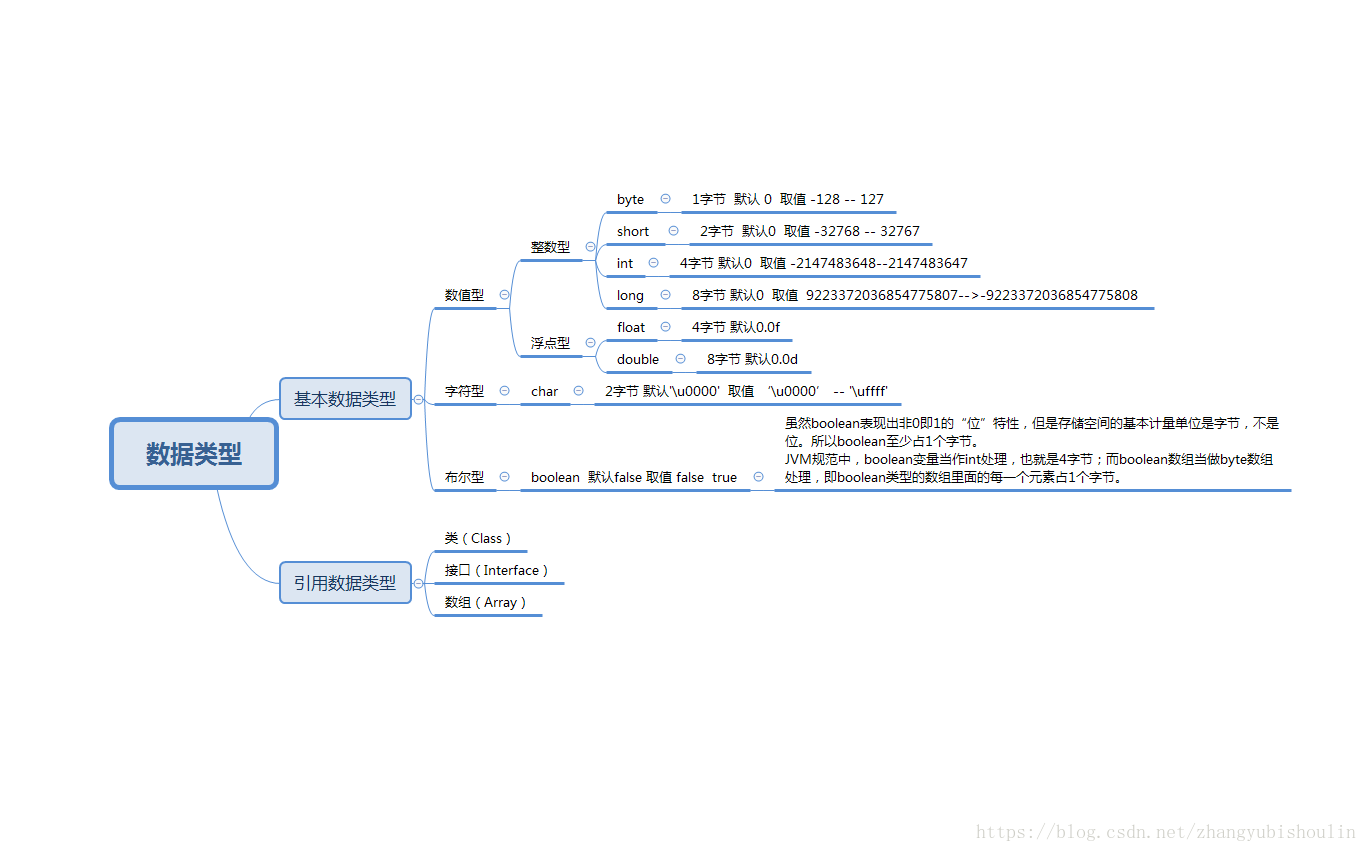 数据类型
基本数据类型
数值型
整数型
byte
1字节 默认 0 取值 -128 -- 127
short
2字节 默认0 取值 -32768 -- 32767
int
4字节 默认0 取值 -2147483648--2147483647
long
8字节 默认0 取值 9223372036854775807-->-9223372036854775808
浮点型
float
4字节 默认0.0f
double
8字节 默认0.0d
字符型
char
2字节 默认'\u0000' 取值 ‘\u0000’ -- '\uffff'
布尔型
boolean 默认false 取值 false true
虽然boolean表现出非0即1的“位”特性，但是存储空间的基本计量单位是字节，不是
位。所以boolean至少占1个字节。
JVM规范中，boolean变量当作int处理，也就是4字节；而boolean数组当做byte数组
处理，即boolean类型的数组里面的每一个元素占1个字节。
引用数据类型
类（Class）
接口（Interface）
数组（Array）
https://blog.csdn.net/zhangyubishoulin